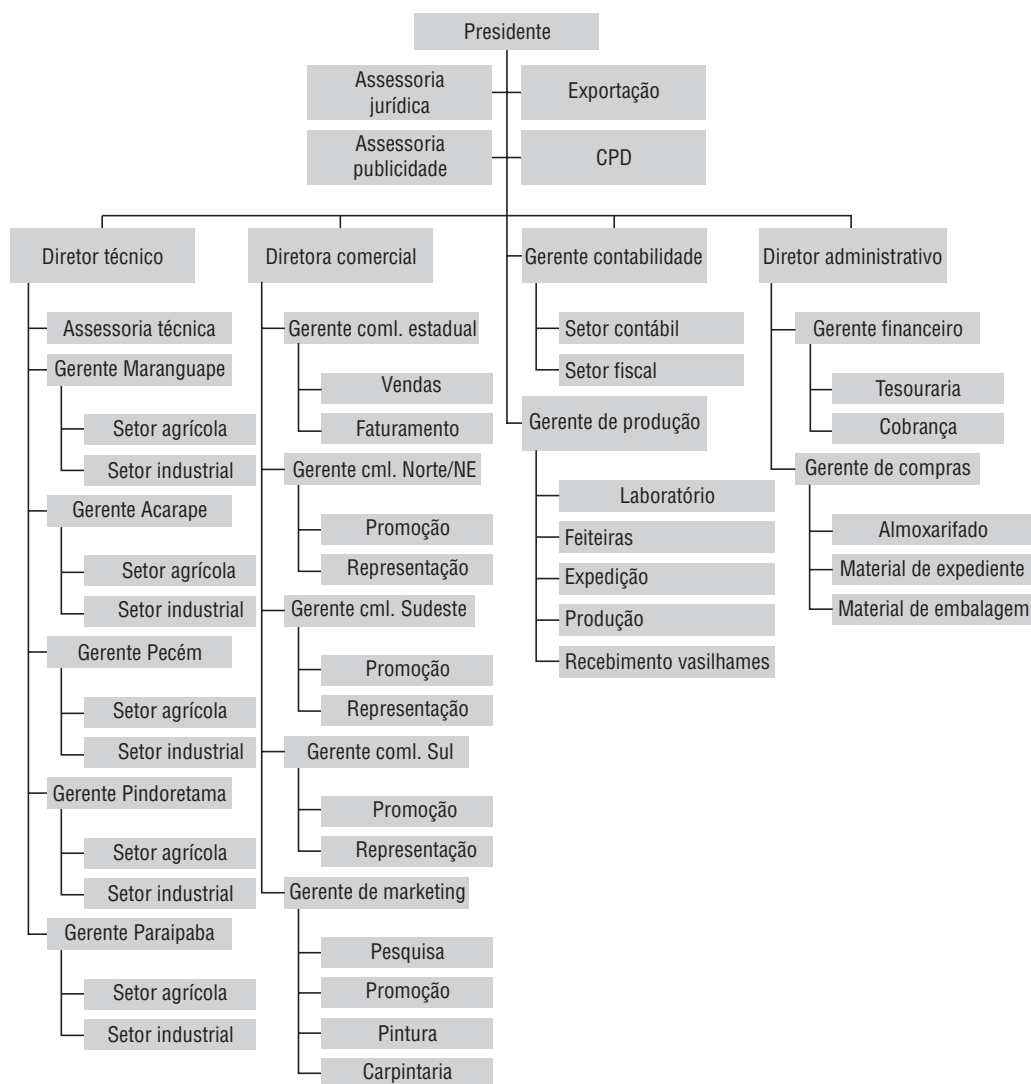 Presidente
Assessoria
jurídica
Exportação
Assessoria
publicidade
CPD
Diretor técnico
Assessoria técnica
Gerente Maranguape
Setor agrícola
Setor industrial
Gerente Acarape
Setor agrícola
Setor industrial
Gerente Pecém
Setor agrícola
Setor industrial
Gerente Pindoretama
Setor agrícola
Setor industrial
Gerente Paraipaba
Setor agrícola
Setor industrial
Diretora comercial
Gerente coml. estadual
Vendas
Faturamento
Gerente cml. Norte/NE
Promoção
Representação
Gerente cml. Sudeste
Promoção
Representação
Gerente coml. Sul
Promoção
Representação
Gerente de marketing
Pesquisa
Promoção
Pintura
Carpintaria
Gerente contabilidade
Setor contábil
Setor fiscal
Gerente de produção
Laboratório
Feiteiras
Expedição
Produção
Recebimento vasilhames
Diretor administrativo
Gerente financeiro
Tesouraria
Cobrança
Gerente de compras
Almoxarifado
Material de expediente
Material de embalagem